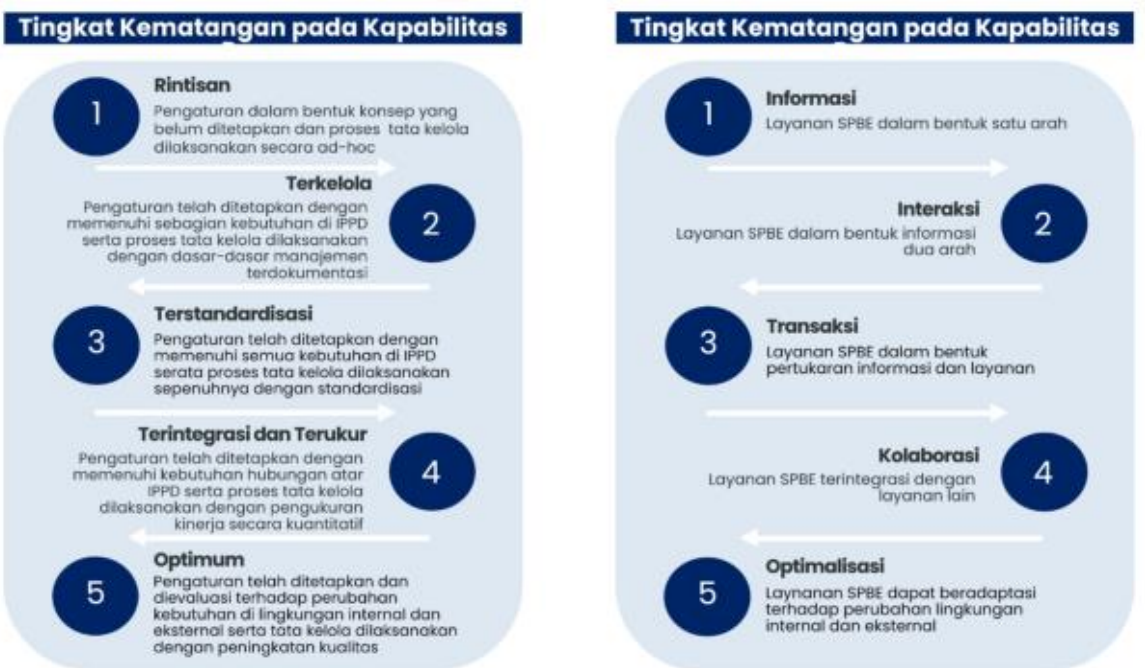 Tingkat Kematangan pada Kapabilitas
1
Rintisan
Pengaturan dalam bentuk konsep yang
belum ditetapkan dan proses tata kelola
dilaksanakan secara ad-hoc
Terkelola
Pengaturan telah ditetapkan dengan
memenuhi sebagian kebutuhan di IPPD
serta proses tata kelola dilaksanakan
dengan dasar-dasar manajemen
terdokumentasi
2
3
Terstandardisasi
Pengaturan telah ditetapkan dengan
memenuhi semua kebutuhan di IPPD
serata proses tata kelola dilaksanakan
sepenuhnya dengan standardisasi
Terintegrasi dan Terukur
Pengaturan telah ditetapkan dengan
memenuhi kebutuhan hubungan atar
IPPD serta proses tata kelola
dilaksanakan dengan pengukuran
kinerja secara kuantitatif
4
5
Optimum
Pengaturan telah ditetapkan dan
dievaluasi terhadap perubahan
kebutuhan di lingkungan internal dan
eksternal serta tata kelola dilaksanakan
dengan peningkatan kualitas
Tingkat Kematangan pada Kapabilitas
1
Informasi
Layanan SPBE dalam bentuk satu arah
Interaksi
Layanan SPBE dalam bentuk informasi
dua arah
2
3
Transaksi
Layanan SPBE dalam bentuk
pertukaran informasi dan layanan
Kolaborasi
Layanan SPBE terintegrasi dengan
layanan lain
4
5
Optimalisasi
Laynanan SPBE dapat beradaptasi
terhadap perubahan lingkungan
internal dan eksternal